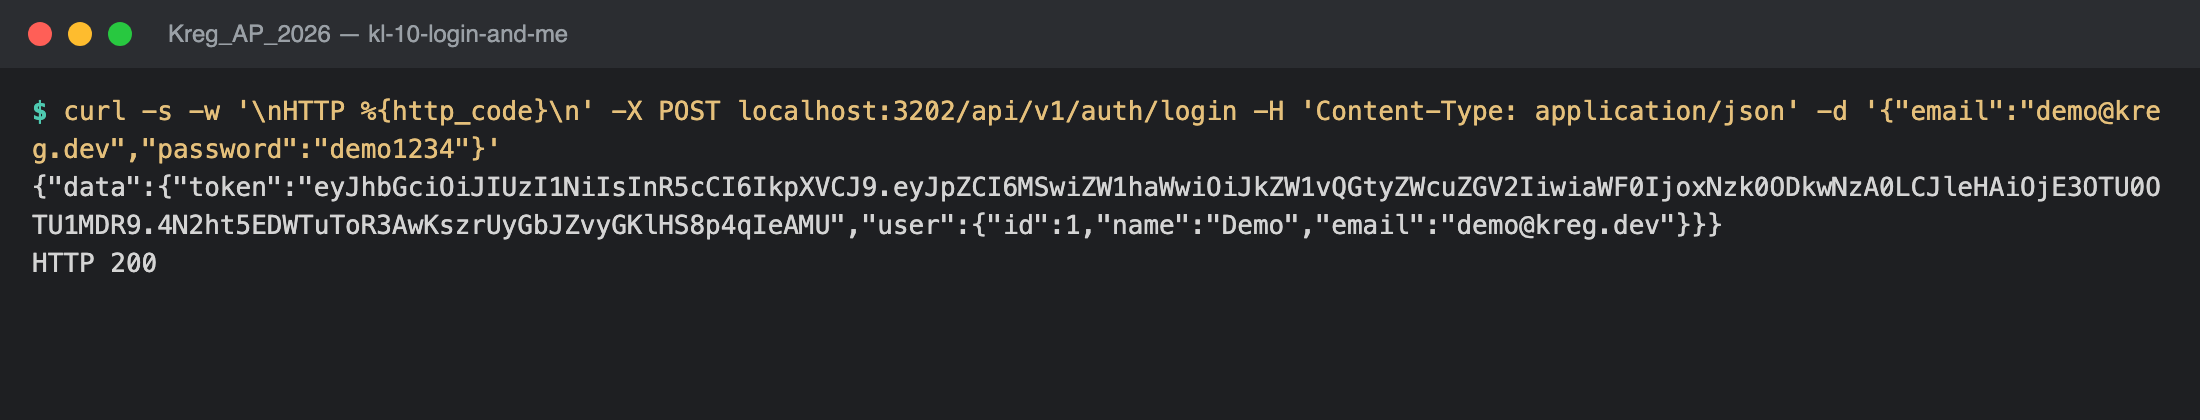 Kreg_AP_2026 — kl-10-login-and-me
$ curl -s -w '\nHTTP %{http_code}\n' -X POST localhost:3202/api/v1/auth/login -H 'Content-Type: application/json' -d '{"email":"demo@kre
g.dev","password":"demo1234"}'
{"data":{"token":"eyJhbGciOiJIUzI1NiIsInR5cCI6IkpXVCJ9.eyJpZCI6MSwiZW1haWwiOiJkZW1vQGtyZWcuZGV2IiwiaWF0IjoxNzk0ODkwNzA0LCJleHAiOjE3OTU0O
TU1MDR9.4N2ht5EDWTuToR3AwKszrUyGbJZvyGKlHS8p4qIeAMU","user":{"id":1,"name":"Demo","email":"demo@kreg.dev"}}}
HTTP 200